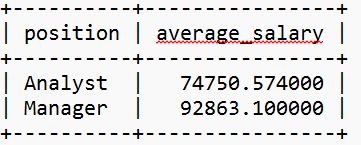 +----------+----------------+
| position | average_salary |
+----------+----------------+
| Analyst  |   74750.574000 |
| Manager  |   92863.100000 |
+----------+----------------+